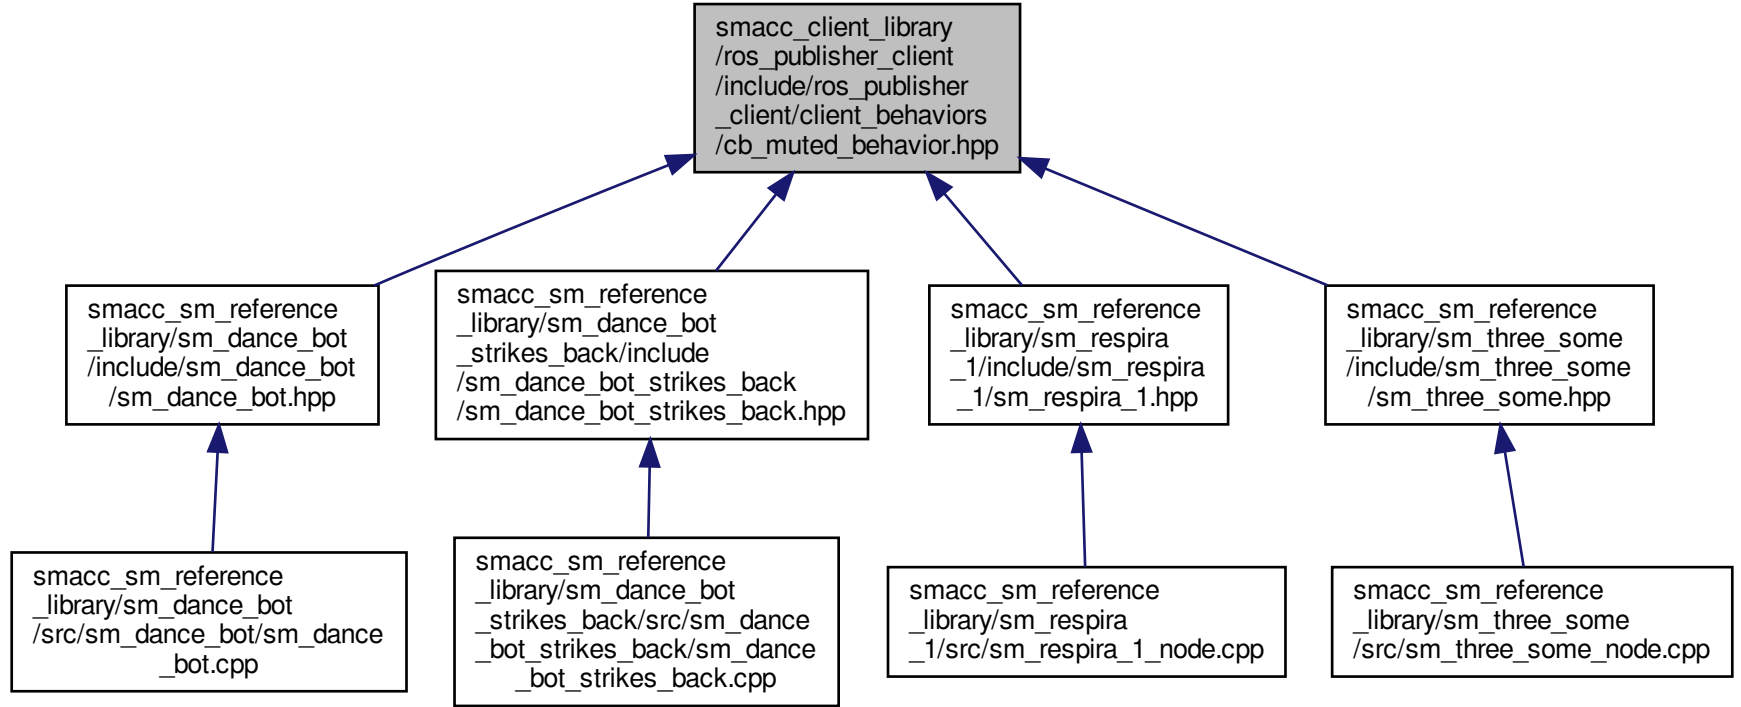 smacc_client_library
/ros_publisher_client
/include/ros_publisher
_client/client_behaviors
/cb_muted_behavior.hpp
smacc_sm_reference
_library/sm_dance_bot
/include/sm_dance_bot
/sm_dance_bot.hpp
smacc_sm_reference
_library/sm_dance_bot
_strikes_back/include
/sm_dance_bot_strikes_back
/sm_dance_bot_strikes_back.hpp
smacc_sm_reference
_library/sm_respira
_1/include/sm_respira
_1/sm_respira_1.hpp
smacc_sm_reference
_library/sm_three_some
/include/sm_three_some
/sm_three_some.hpp
smacc_sm_reference
_library/sm_dance_bot
/src/sm_dance_bot/sm_dance
_bot.cpp
smacc_sm_reference
_library/sm_dance_bot
_strikes_back/src/sm_dance
_bot_strikes_back/sm_dance
_bot_strikes_back.cpp
smacc_sm_reference
_library/sm_respira
_1/src/sm_respira_1_node.cpp
smacc_sm_reference
_library/sm_three_some
/src/sm_three_some_node.cpp